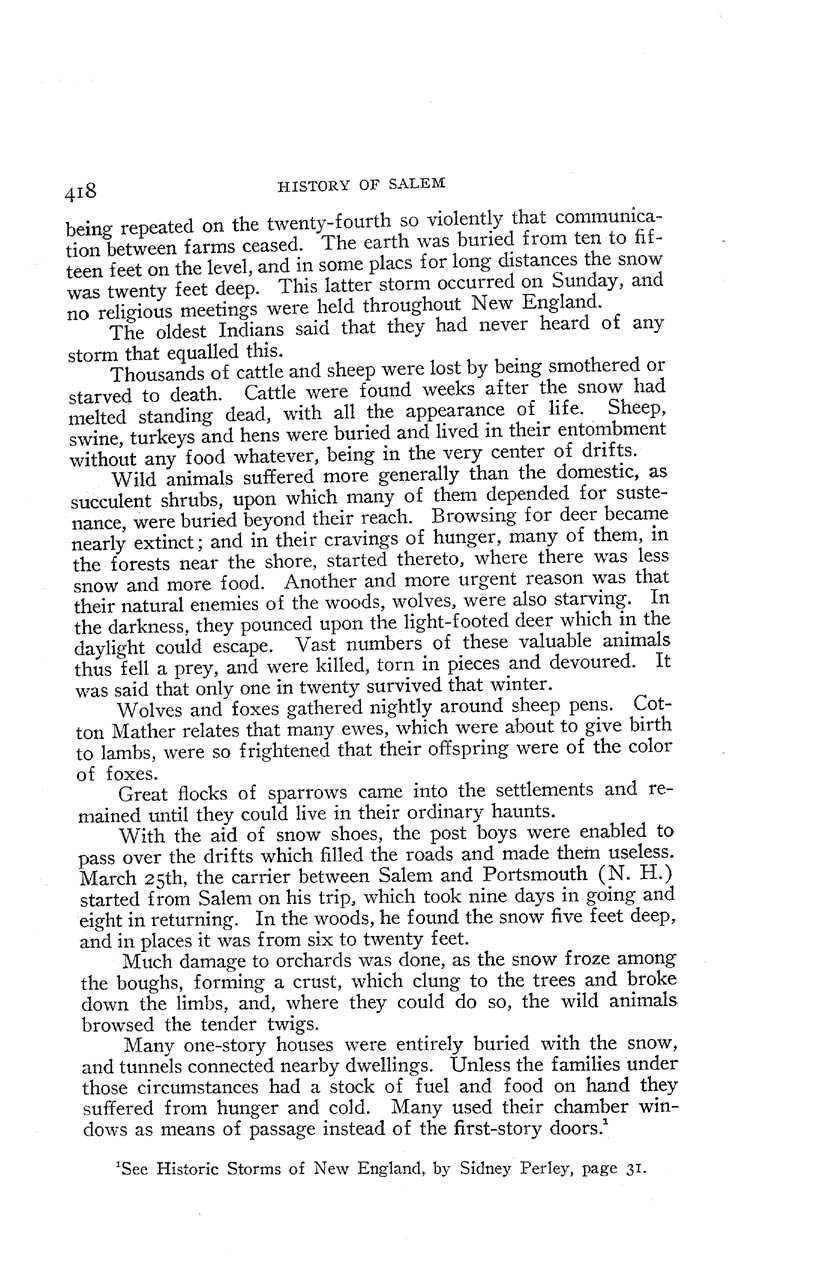 418
HISTORY OF SALEM
being repeated on the twenty-fourth so violently that communica-
tion between farms ceased. The earth was buried from ten to fif-
teen feet on the level, and in some placs for long distances the snow
was twenty feet deep. This latter storm occurred on Sunday, and
no religious meetings were held throughout New England.
The oldest Indians said that they had never heard of any
storm that equalled this.
Thousands of cattle and sheep were lost by being smothered or
starved to death. Cattle were found weeks after the snow had
melted standing dead, with all the appearance of life. Sheep,
swine, turkeys and hens were buried and lived in their entombment
without any food whatever, being in the very center of drifts.
Wild animals suffered more generally than the domestic, as
succulent shrubs, upon which many of them depended for suste-
nance, were buried beyond their reach. Browsing for deer became
nearly extinct; and in their cravings of hunger, many of them, in
the forests near the shore, started thereto, where there was less
snow and more food. Another and more urgent reason was that
their natural enemies of the woods, wolves, were also starving. In
the darkness, they pounced upon the light-footed deer which in the
daylight could escape. Vast numbers of these valuable animals
thus fell a prey, and were killed, torn in pieces and devoured. It
was said that only one in twenty survived that winter.
Wolves and foxes gathered nightly around sheep pens. Cot-
ton Mather relates that many ewes, which were about to give birth
to lambs, were so frightened that their offspring were of the color
of foxes.
Great flocks of sparrows came into the settlements and re-
mained until they could live in their ordinary haunts.
With the aid of snow shoes, the post boys were enabled to
pass over the drifts which filled the roads and made them useless.
March 25th, the carrier between Salem and Portsmouth (N. H.)
started from Salem on his trip, which took nine days in going and
eight in returning. In the woods, he found the snow five feet deep,
and in places it was from six to twenty feet.
Much damage to orchards was done, as the snow froze among
the boughs, forming a crust, which clung to the trees and broke
down the limbs, and, where they could do so, the wild animals
browsed the tender twigs.
Many one-story houses were entirely buried with the snow,
and tunnels connected nearby dwellings. Unless the families under
those circumstances had a stock of fuel and food on hand they
suffered from hunger and cold. Many used their chamber win-
dows as means of passage instead of the first-story doors.¹
¹See Historic Storms of New England, by Sidney Perley, page 31.